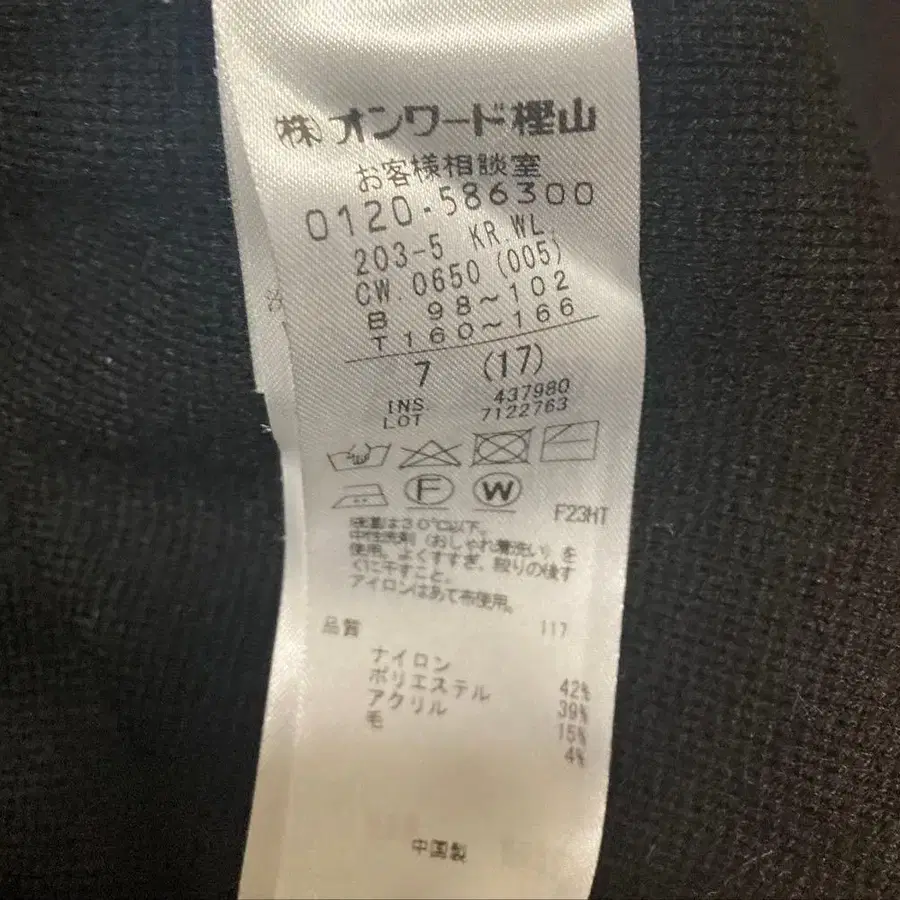 ㈱オンワード樫山
お客様相談室
0120-586300
203-5 KR.WL.
CW.0650 (005)
B 98~102
T 160~166
7 (17)
INS. 437980
LOT 7122763
F W
F23HT
液温は30℃以下。
中性洗剤(おしゃれ着洗い)を
使用。よくすすぎ、絞りの後す
ぐに干すこと。
アイロンはあて布使用。
品質 117
ナイロン 42%
ポリエステル 39%
アクリル 15%
毛 4%
中国製